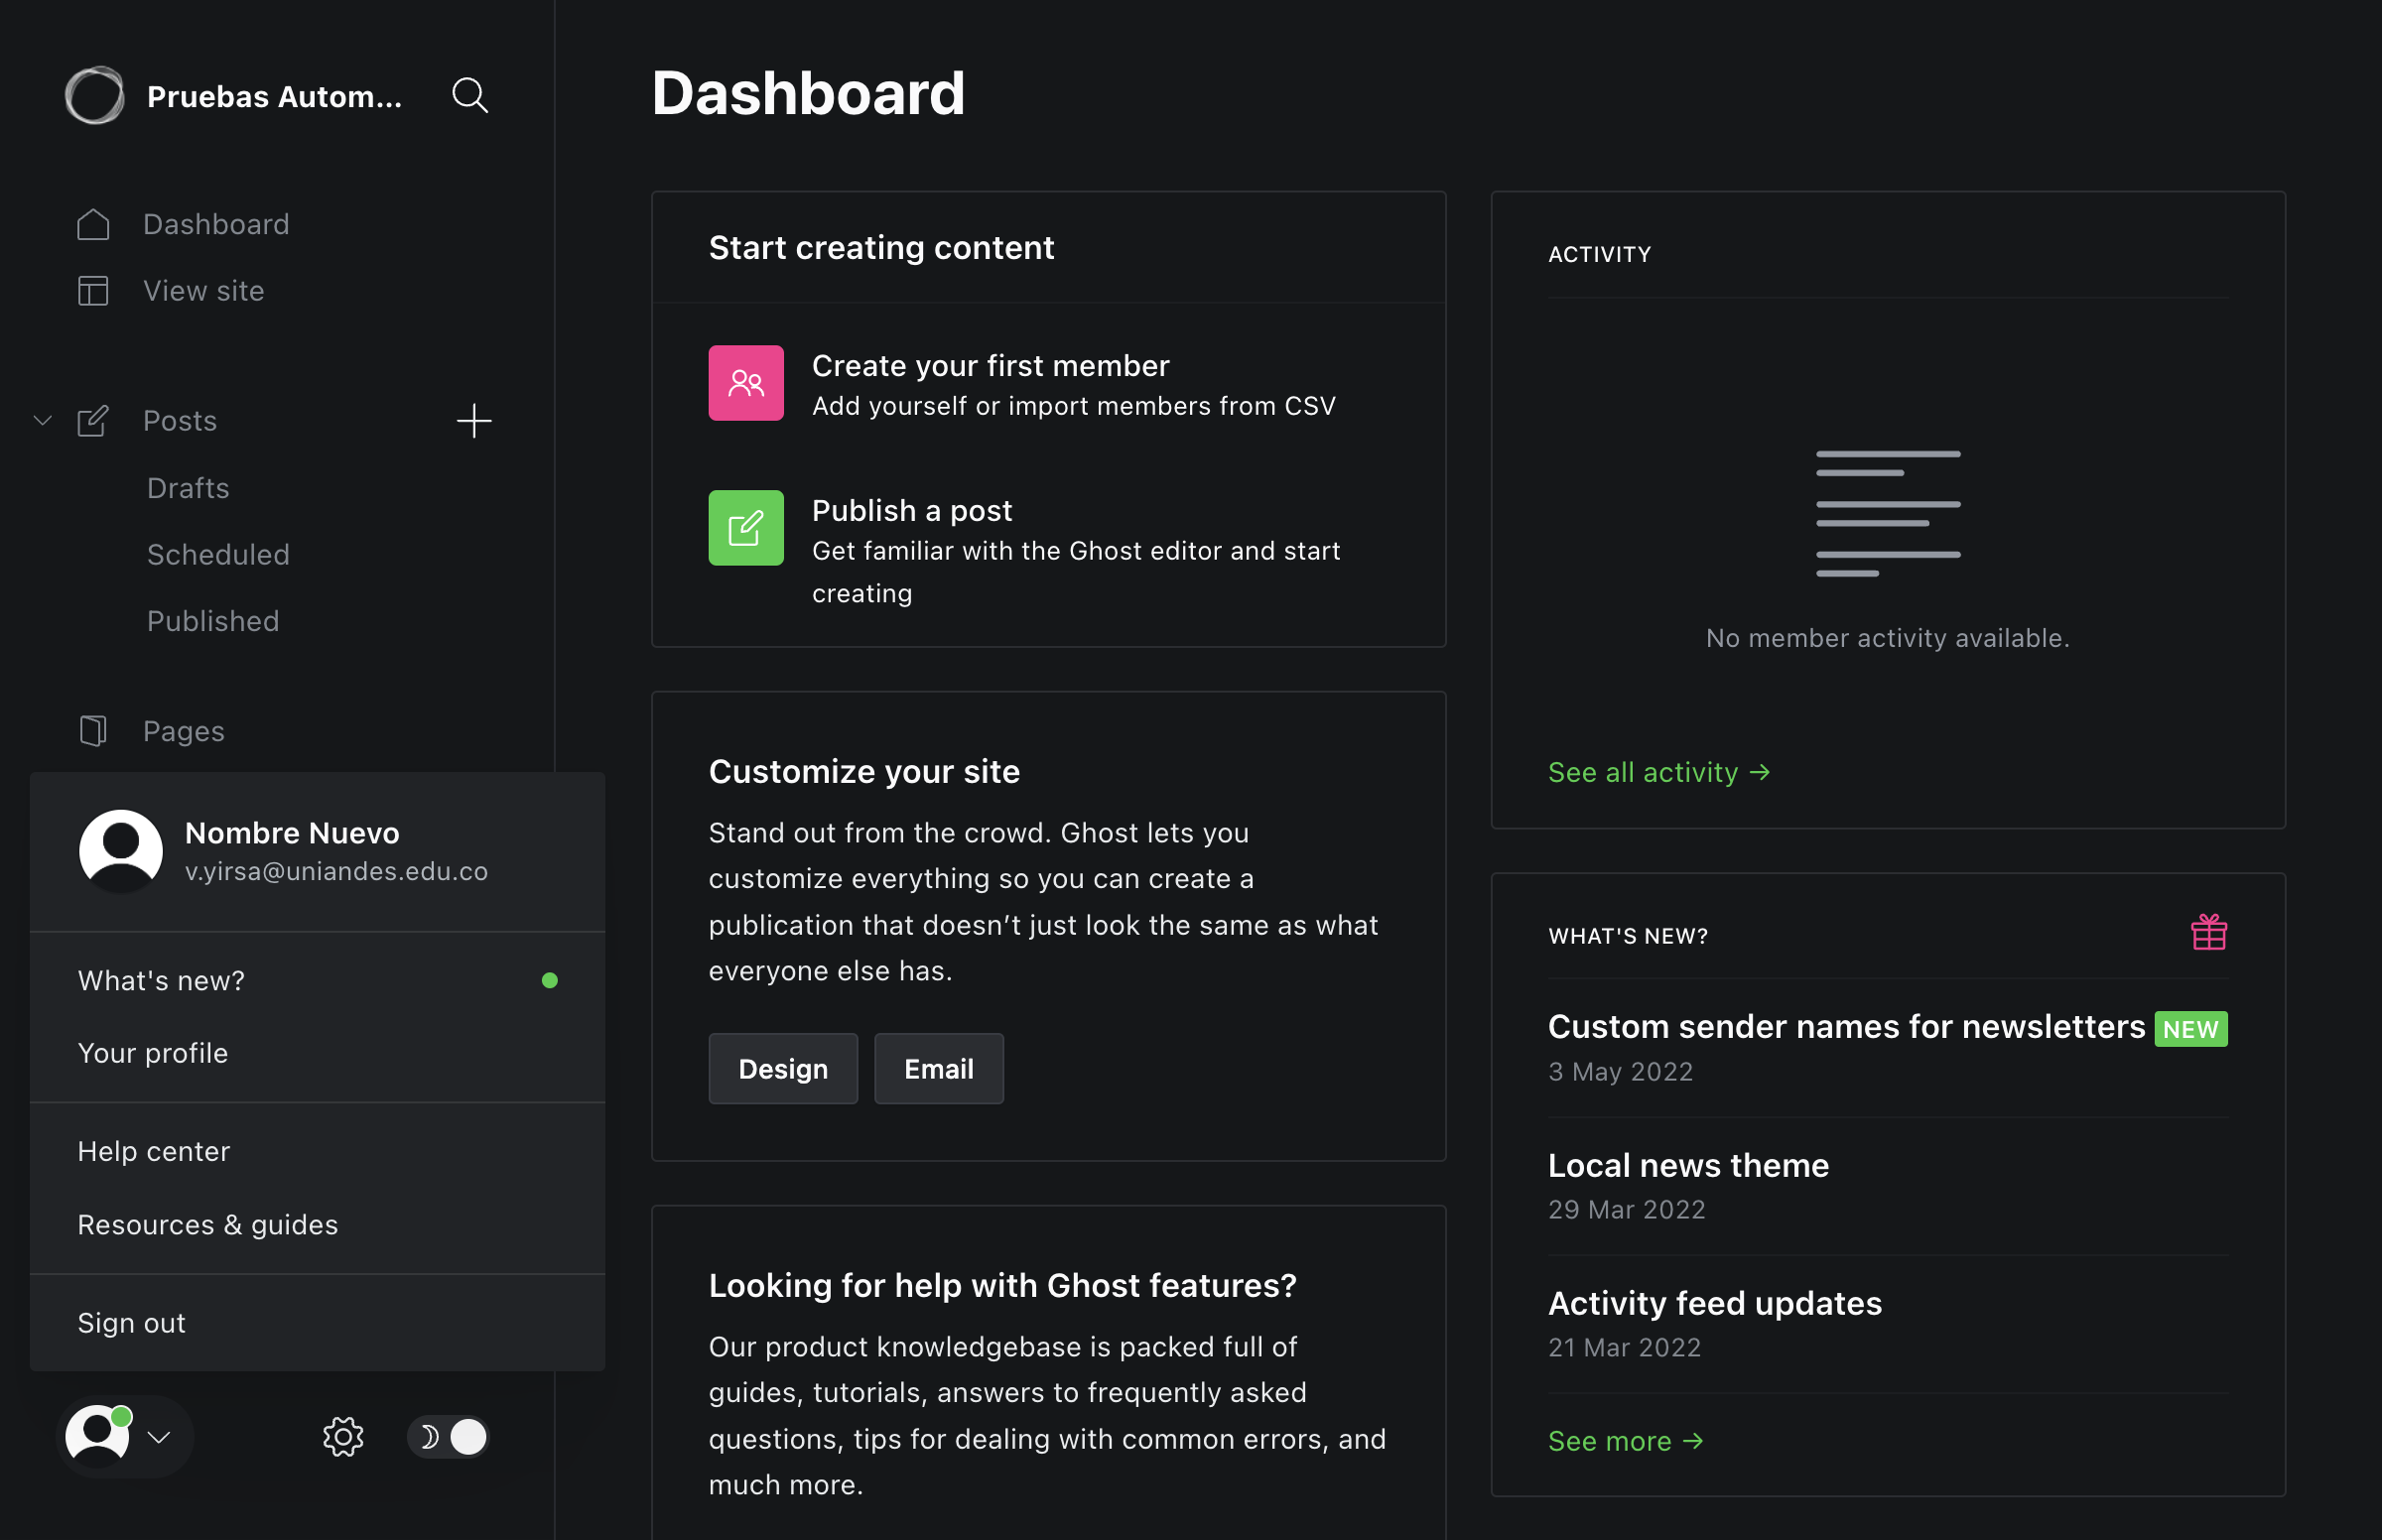 Pruebas Autom...
Dashboard
View site
Posts
Drafts
Scheduled
Published
Pages
Nombre Nuevo
v.yirsa@uniandes.edu.co
What's new?
Your profile
Help center
Resources & guides
Sign out
Dashboard
Start creating content
Create your first member
Add yourself or import members from CSV
Publish a post
Get familiar with the Ghost editor and start
creating
Customize your site
Stand out from the crowd. Ghost lets you
customize everything so you can create a
publication that doesn’t just look the same as what
everyone else has.
Design
Email
Looking for help with Ghost features?
Our product knowledgebase is packed full of
guides, tutorials, answers to frequently asked
questions, tips for dealing with common errors, and
much more.
ACTIVITY
No member activity available.
See all activity →
WHAT'S NEW?
Custom sender names for newsletters NEW
3 May 2022
Local news theme
29 Mar 2022
Activity feed updates
21 Mar 2022
See more →